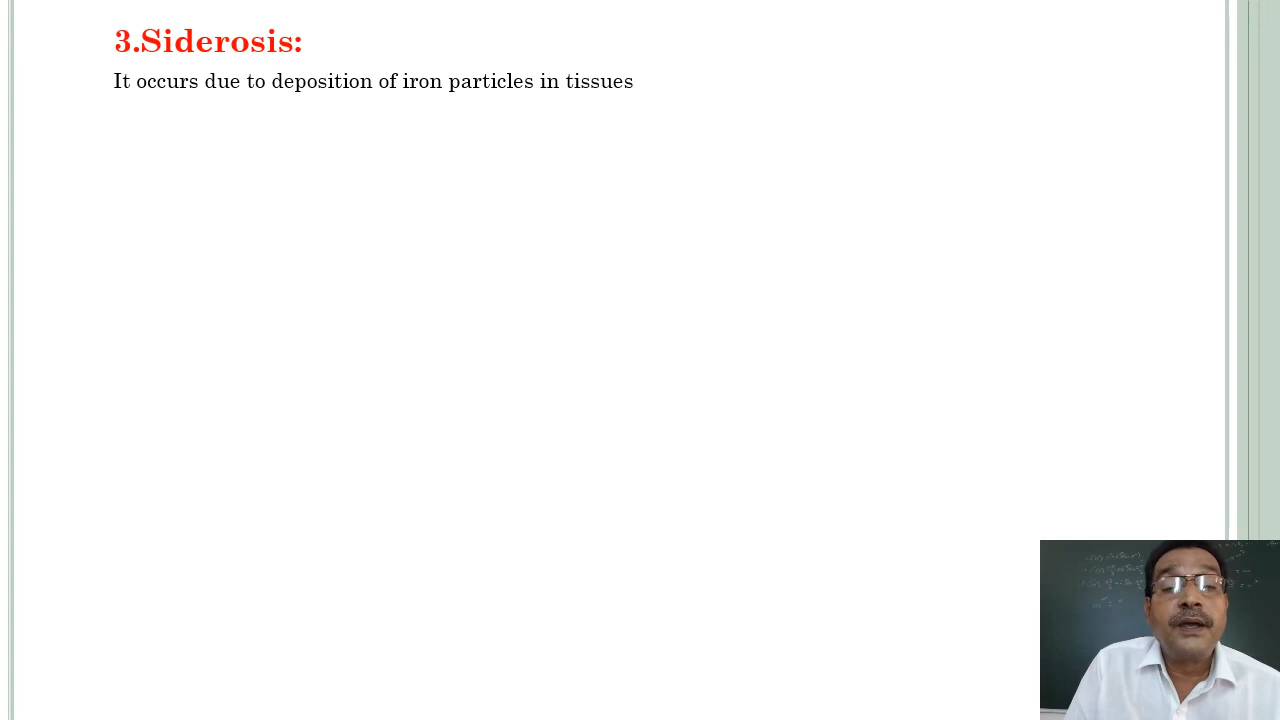 3.Siderosis:
It occurs due to deposition of iron particles in tissues